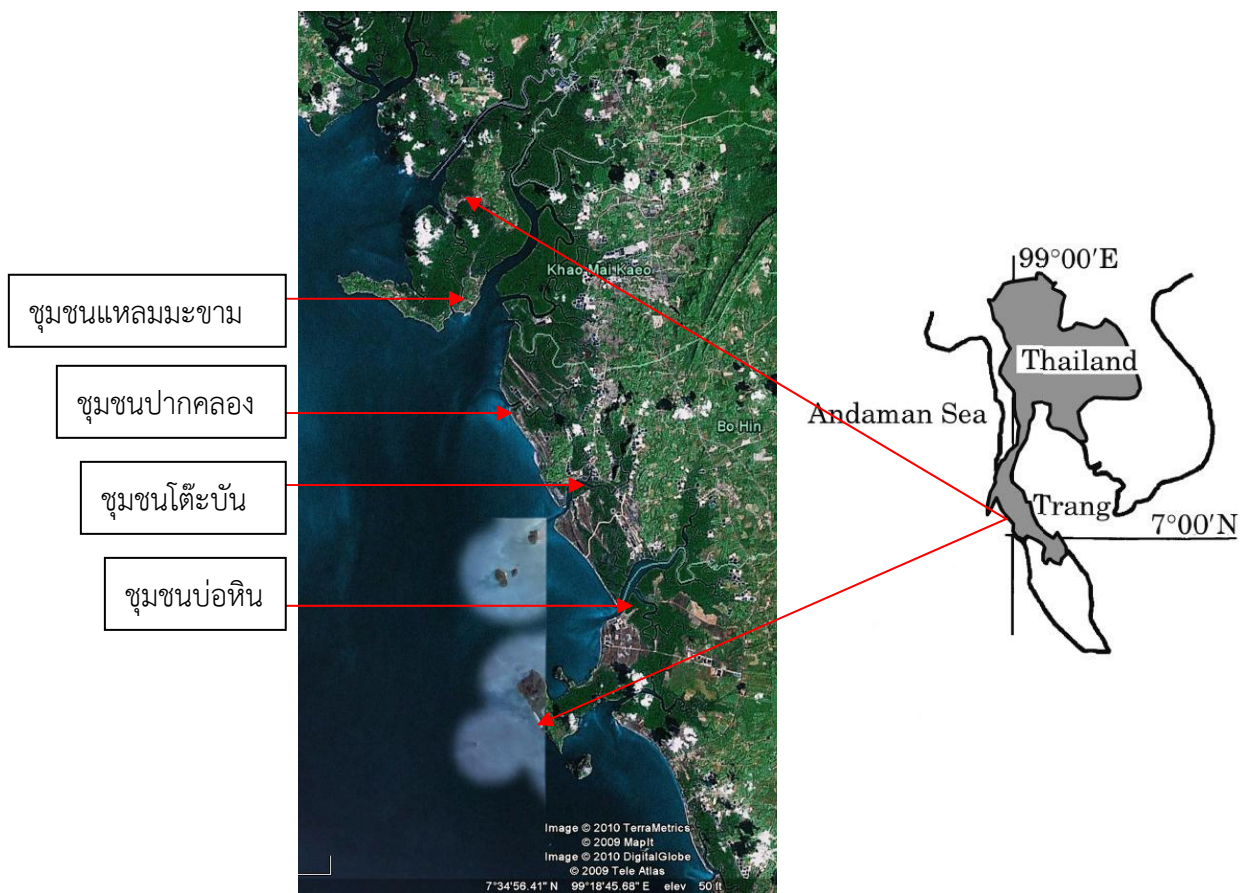 ชุมชนแหลมมะขาม
ชุมชนปากคลอง
ชุมชนโต๊ะบัน
ชุมชนบ่อหิน
Khao Mai Kaeo
Bo Hin
Image © 2010 TerraMetrics
© 2009 MapIt
Image © 2010 DigitalGlobe
© 2009 Tele Atlas
7°34'56.41" N 99°18'45.68" E elev 50 ft
99°00′E
Thailand
Andaman Sea
Trang
7°00′N